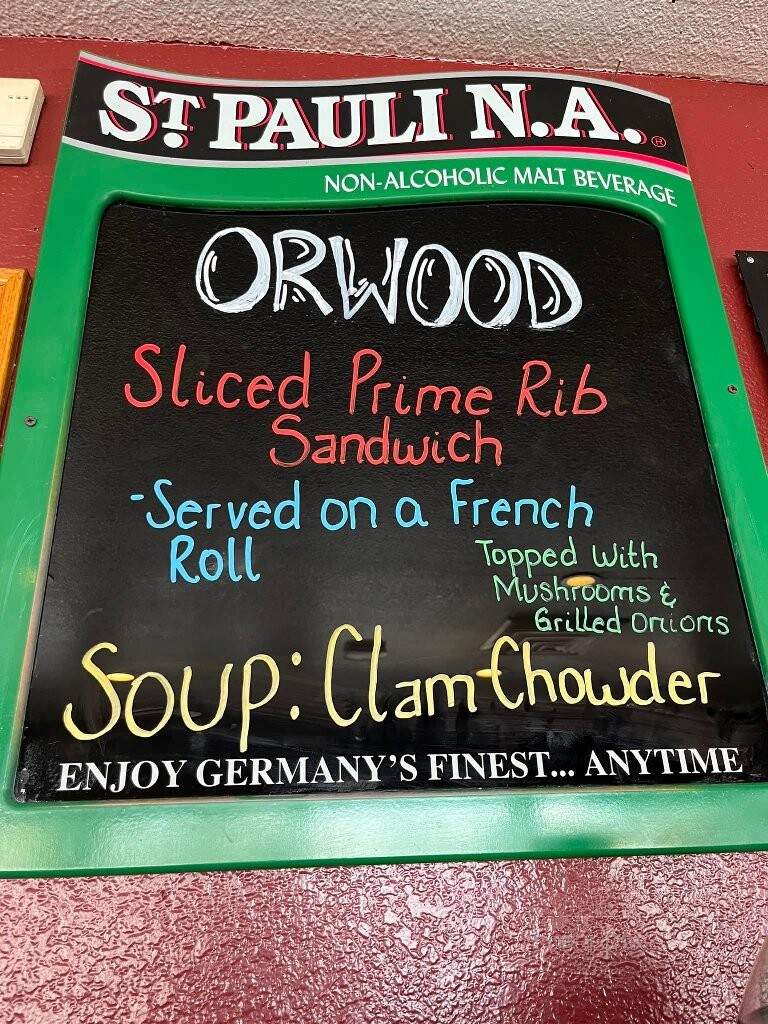 ST. PAULI N.A.®
NON-ALCOHOLIC MALT BEVERAGE
ORWOOD
Sliced Prime Rib
Sandwich
-Served on a French
Roll
Topped With
Mushrooms &
Grilled Onions
Soup: Clam Chowder
ENJOY GERMANY'S FINEST... ANYTIME